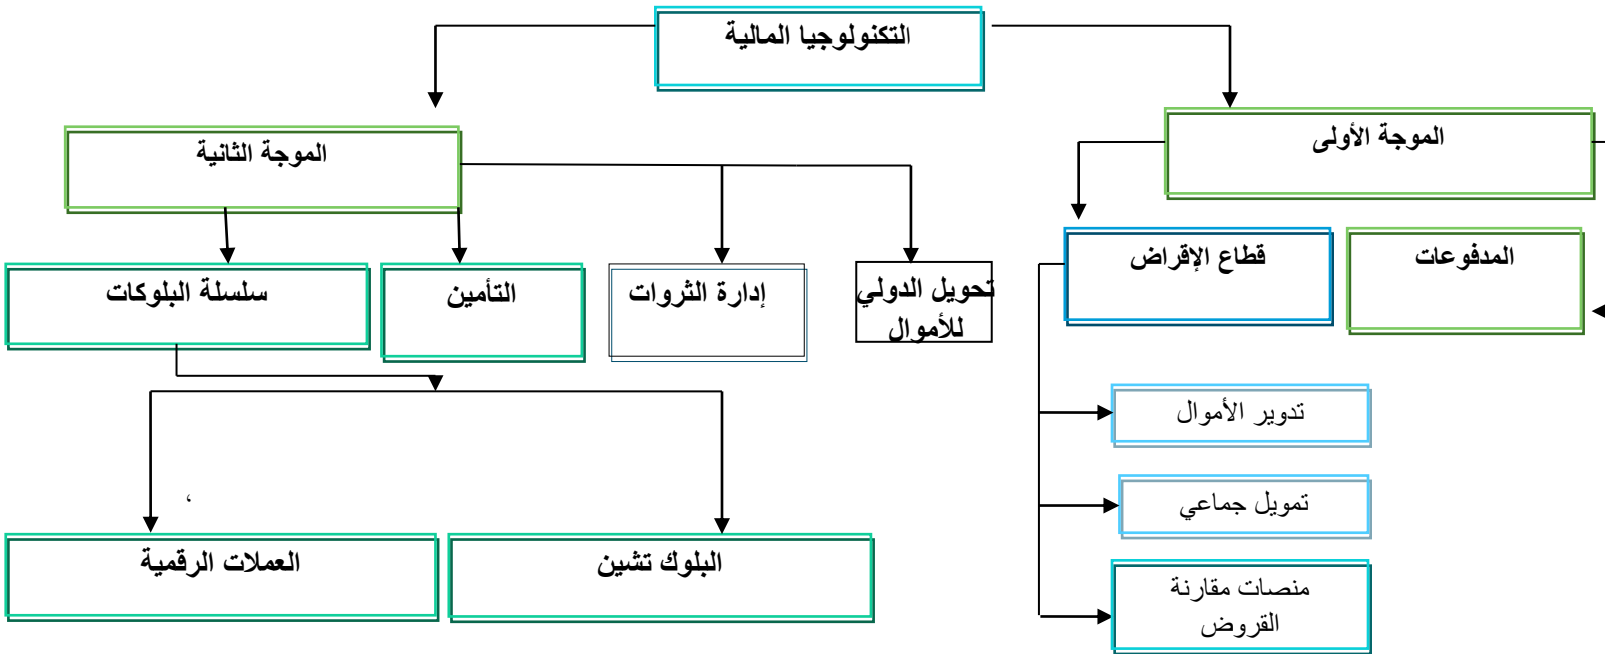 التكنولوجيا المالية
الموجة الأولى
الموجة الثانية
المدفوعات
قطاع الإقراض
تحويل الدولي
للأموال
إدارة الثروات
التأمين
سلسلة البلوكات
تدوير الأموال
تمويل جماعي
منصات مقارنة
القروض
،
البلوك تشين
العملات الرقمية